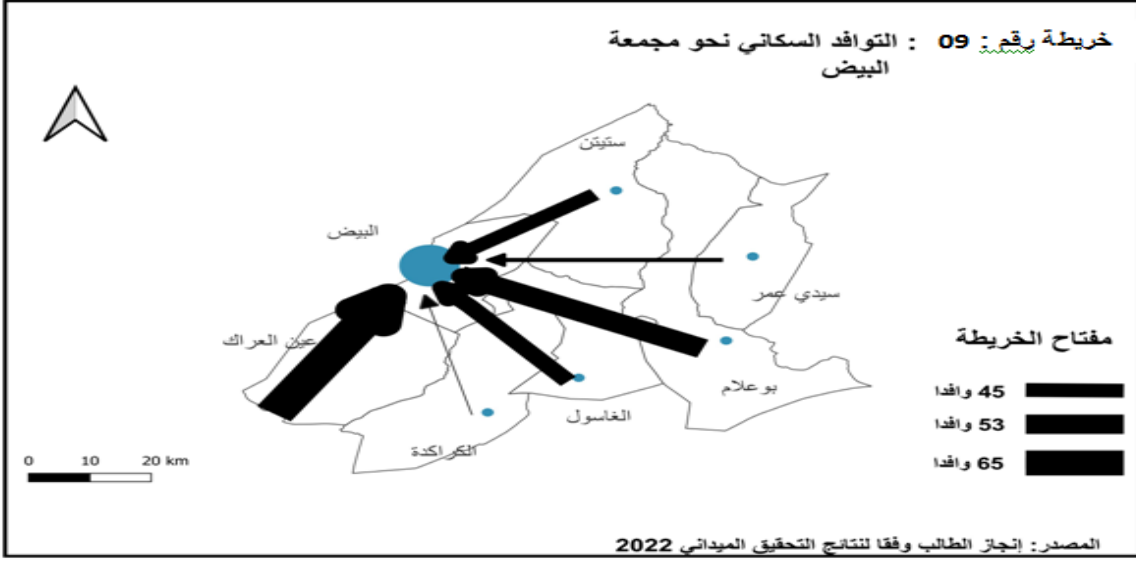 خريطة رقم : 09 : التوافد السكاني نحو مجمعة
البيض
ستيتن
البيض
سيدي عمر
عين العراك
بوعلام
الغاسول
الكراكدة
مفتاح الخريطة
45 وافدا
53 وافدا
65 وافدا
0 10 20 km
المصدر: إنجاز الطالب وفقا لنتائج التحقيق الميداني 2022